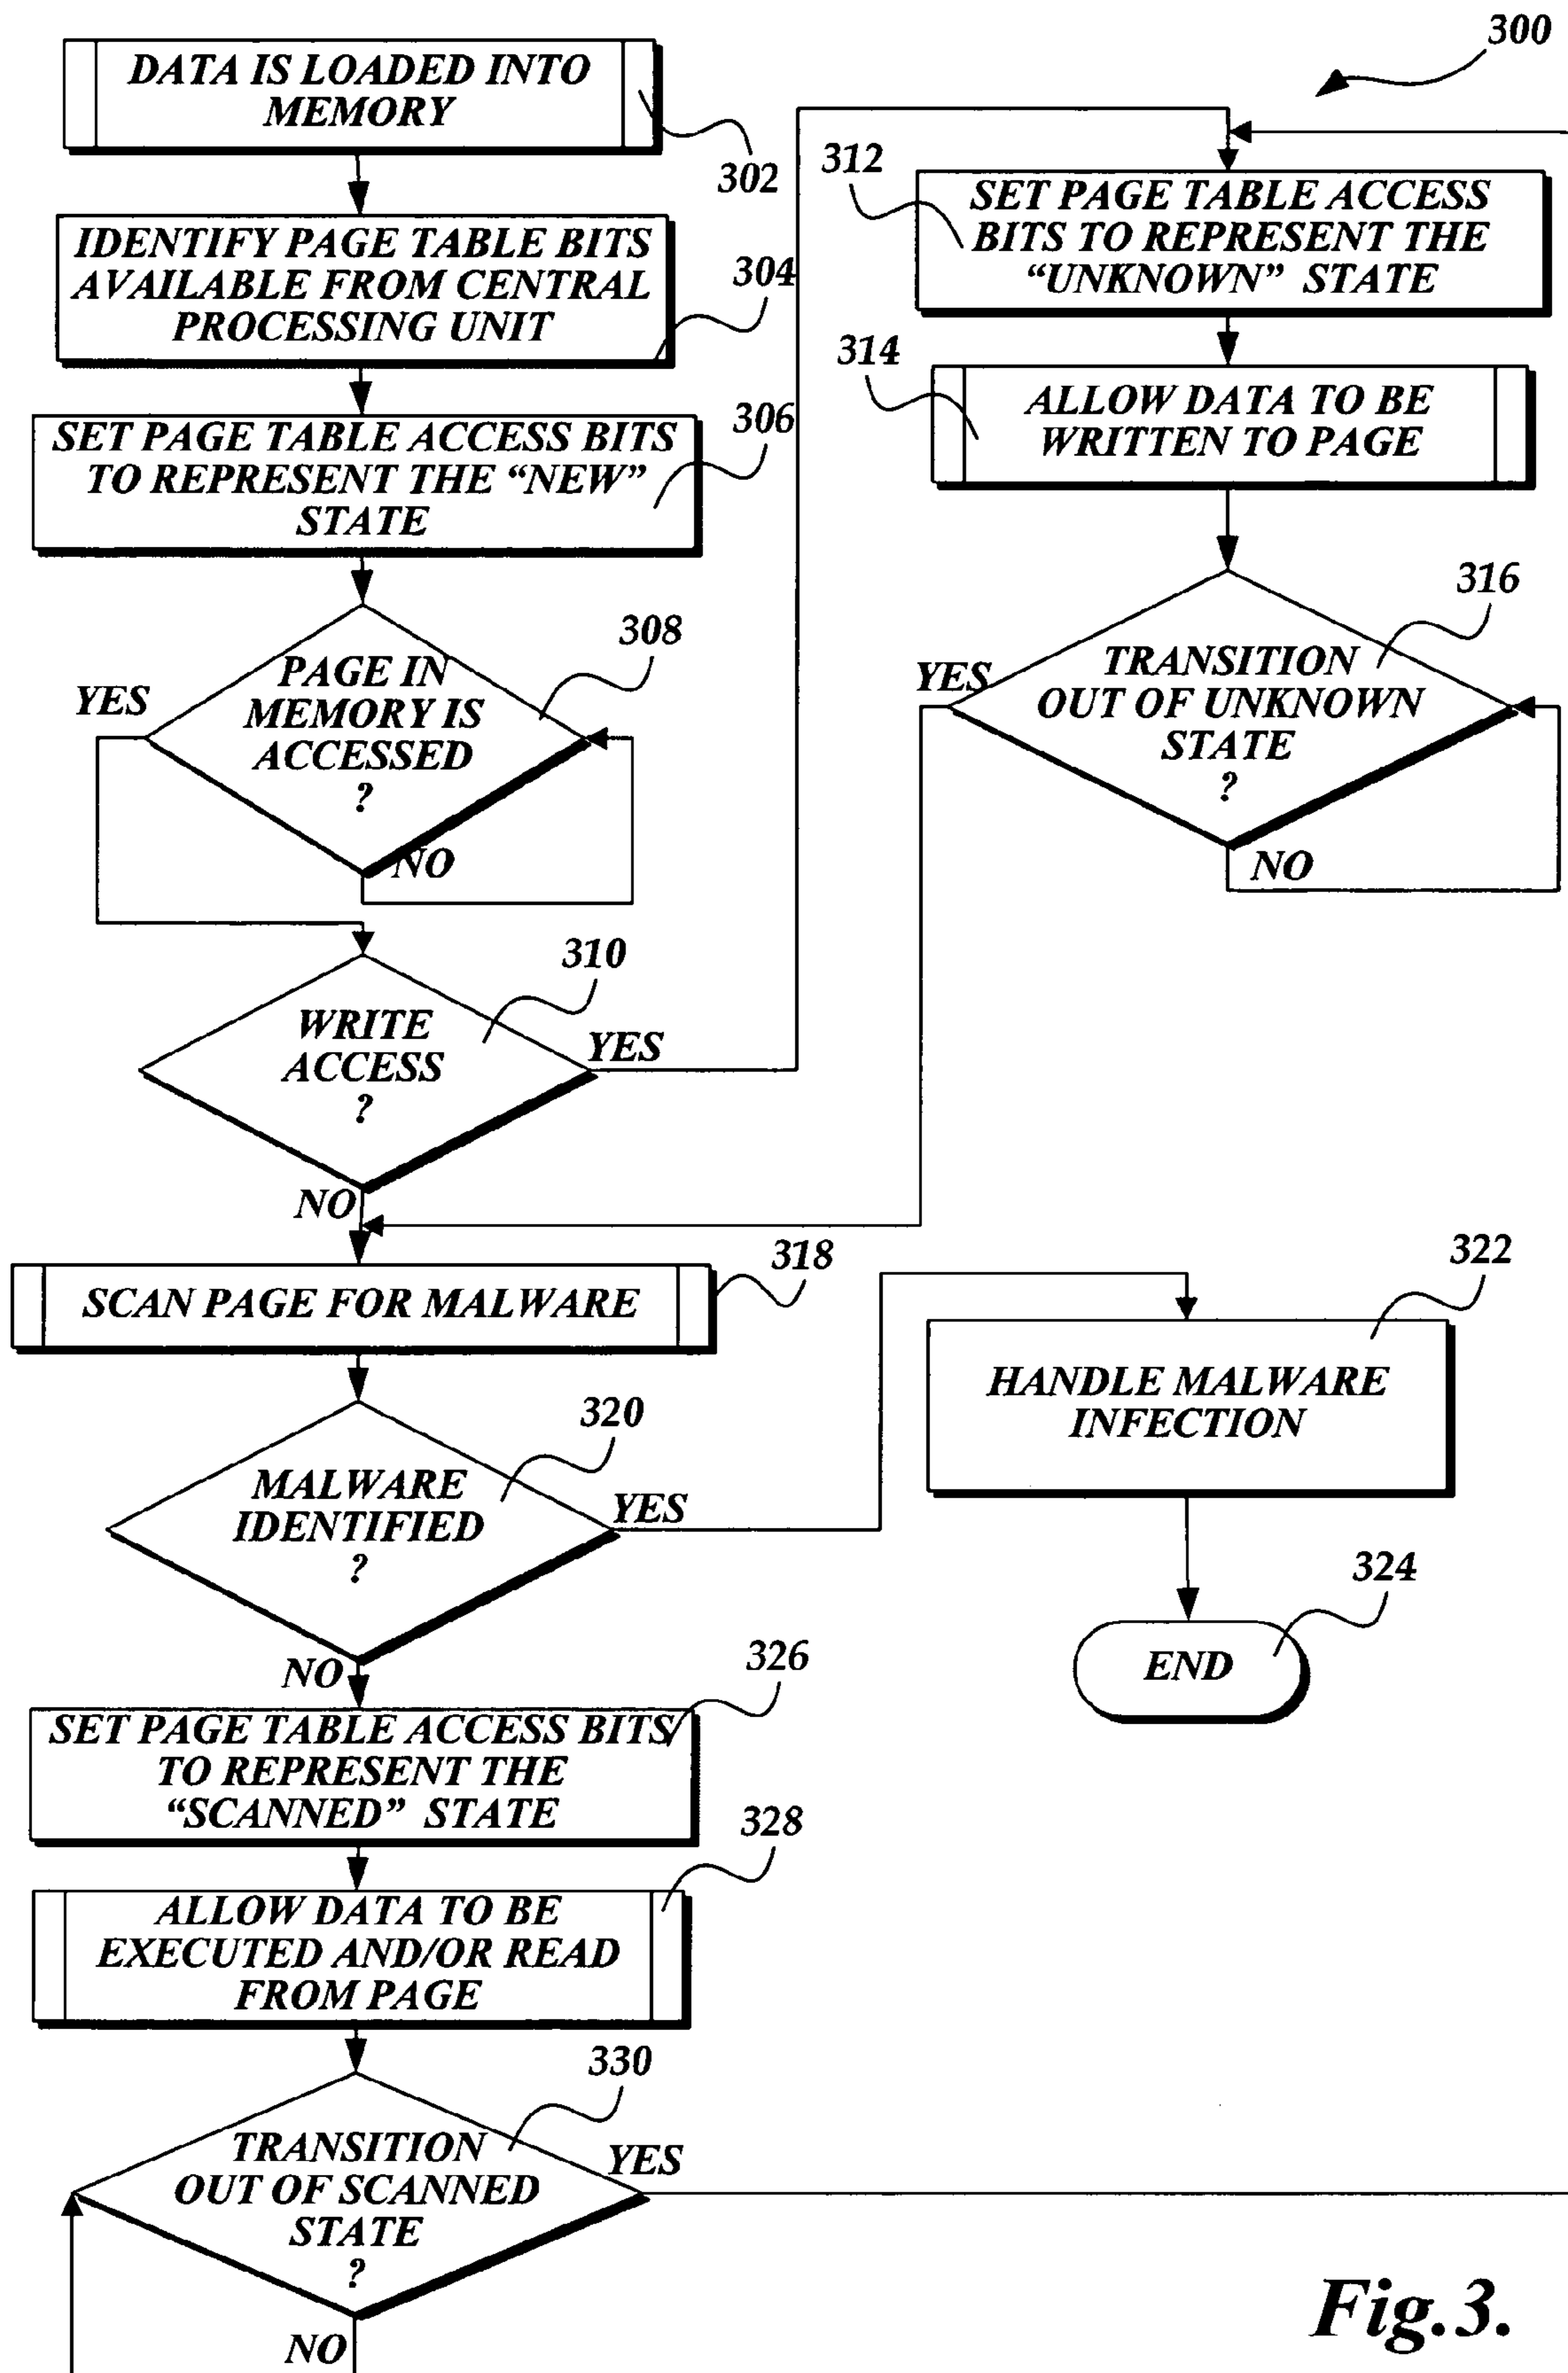 300
DATA IS LOADED INTO
MEMORY
302
IDENTIFY PAGE TABLE BITS
AVAILABLE FROM CENTRAL
PROCESSING UNIT
304
SET PAGE TABLE ACCESS BITS
TO REPRESENT THE “NEW”
STATE
306
PAGE IN
MEMORY IS
ACCESSED
?
308
YES
NO
WRITE
ACCESS
?
310
YES
NO
312
SET PAGE TABLE ACCESS
BITS TO REPRESENT THE
“UNKNOWN” STATE
314
ALLOW DATA TO BE
WRITTEN TO PAGE
316
TRANSITION
OUT OF UNKNOWN
STATE
?
YES
NO
SCAN PAGE FOR MALWARE
318
MALWARE
IDENTIFIED
?
320
YES
NO
322
HANDLE MALWARE
INFECTION
324
END
326
SET PAGE TABLE ACCESS BITS
TO REPRESENT THE
“SCANNED” STATE
328
ALLOW DATA TO BE
EXECUTED AND/OR READ
FROM PAGE
330
TRANSITION
OUT OF SCANNED
STATE
?
YES
NO
Fig.3.